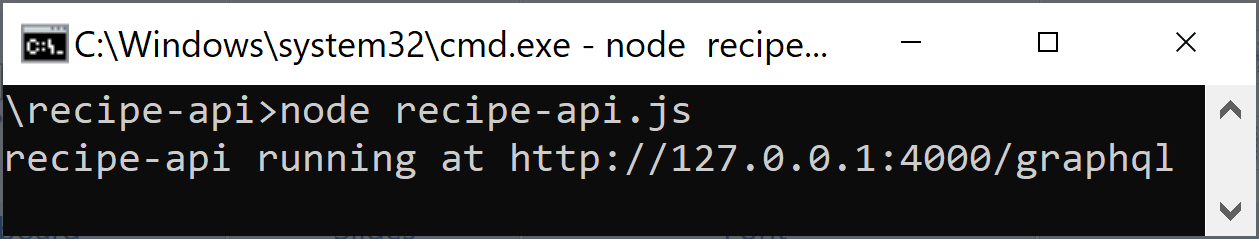 C:\Windows\system32\cmd.exe - node  recipe...
\recipe-api>node recipe-api.js
recipe-api running at http://127.0.0.1:4000/graphql